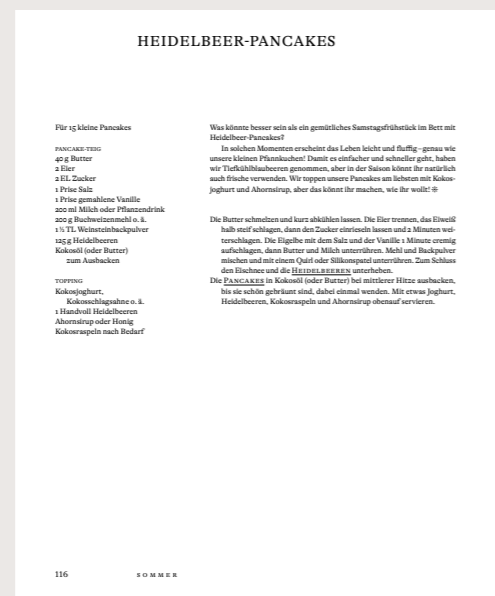 HEIDELBEER-PANCAKES
Für 15 kleine Pancakes
PANCAKE-TEIG
40 g Butter
2 Eier
2 EL Zucker
1 Prise Salz
1 Prise gemahlene Vanille
200 ml Milch oder Pflanzendrink
200 g Buchweizenmehl o. ä.
1 ½ TL Weinsteinbackpulver
125 g Heidelbeeren
Kokosöl (oder Butter)
zum Ausbacken
TOPPING
Kokosjoghurt,
Kokosschlagsahne o. ä.
1 Handvoll Heidelbeeren
Ahornsirup oder Honig
Kokosraspeln nach Bedarf
Was könnte besser sein als ein gemütliches Samstagsfrühstück im Bett mit
Heidelbeer-Pancakes?
In solchen Momenten erscheint das Leben leicht und fluffig – genau wie
unsere kleinen Pfannkuchen! Damit es einfacher und schneller geht, haben
wir Tiefkühlblaubeeren genommen, aber in der Saison könnt ihr natürlich
auch frische verwenden. Wir toppen unsere Pancakes am liebsten mit Kokos-
joghurt und Ahornsirup, aber das könnt ihr machen, wie ihr wollt! ❈
Die Butter schmelzen und kurz abkühlen lassen. Die Eier trennen, das Eiweiß
halb steif schlagen, dann den Zucker einrieseln lassen und 2 Minuten wei-
terschlagen. Die Eigelbe mit dem Salz und der Vanille 1 Minute cremig
aufschlagen, dann Butter und Milch unterrühren. Mehl und Backpulver
mischen und mit einem Quirl oder Silikonspatel unterrühren. Zum Schluss
den Eischnee und die HEIDELBEEREN unterheben.
Die PANCAKES in Kokosöl (oder Butter) bei mittlerer Hitze ausbacken,
bis sie schön gebräunt sind, dabei einmal wenden. Mit etwas Joghurt,
Heidelbeeren, Kokosraspeln und Ahornsirup obenauf servieren.
116 SOMMER